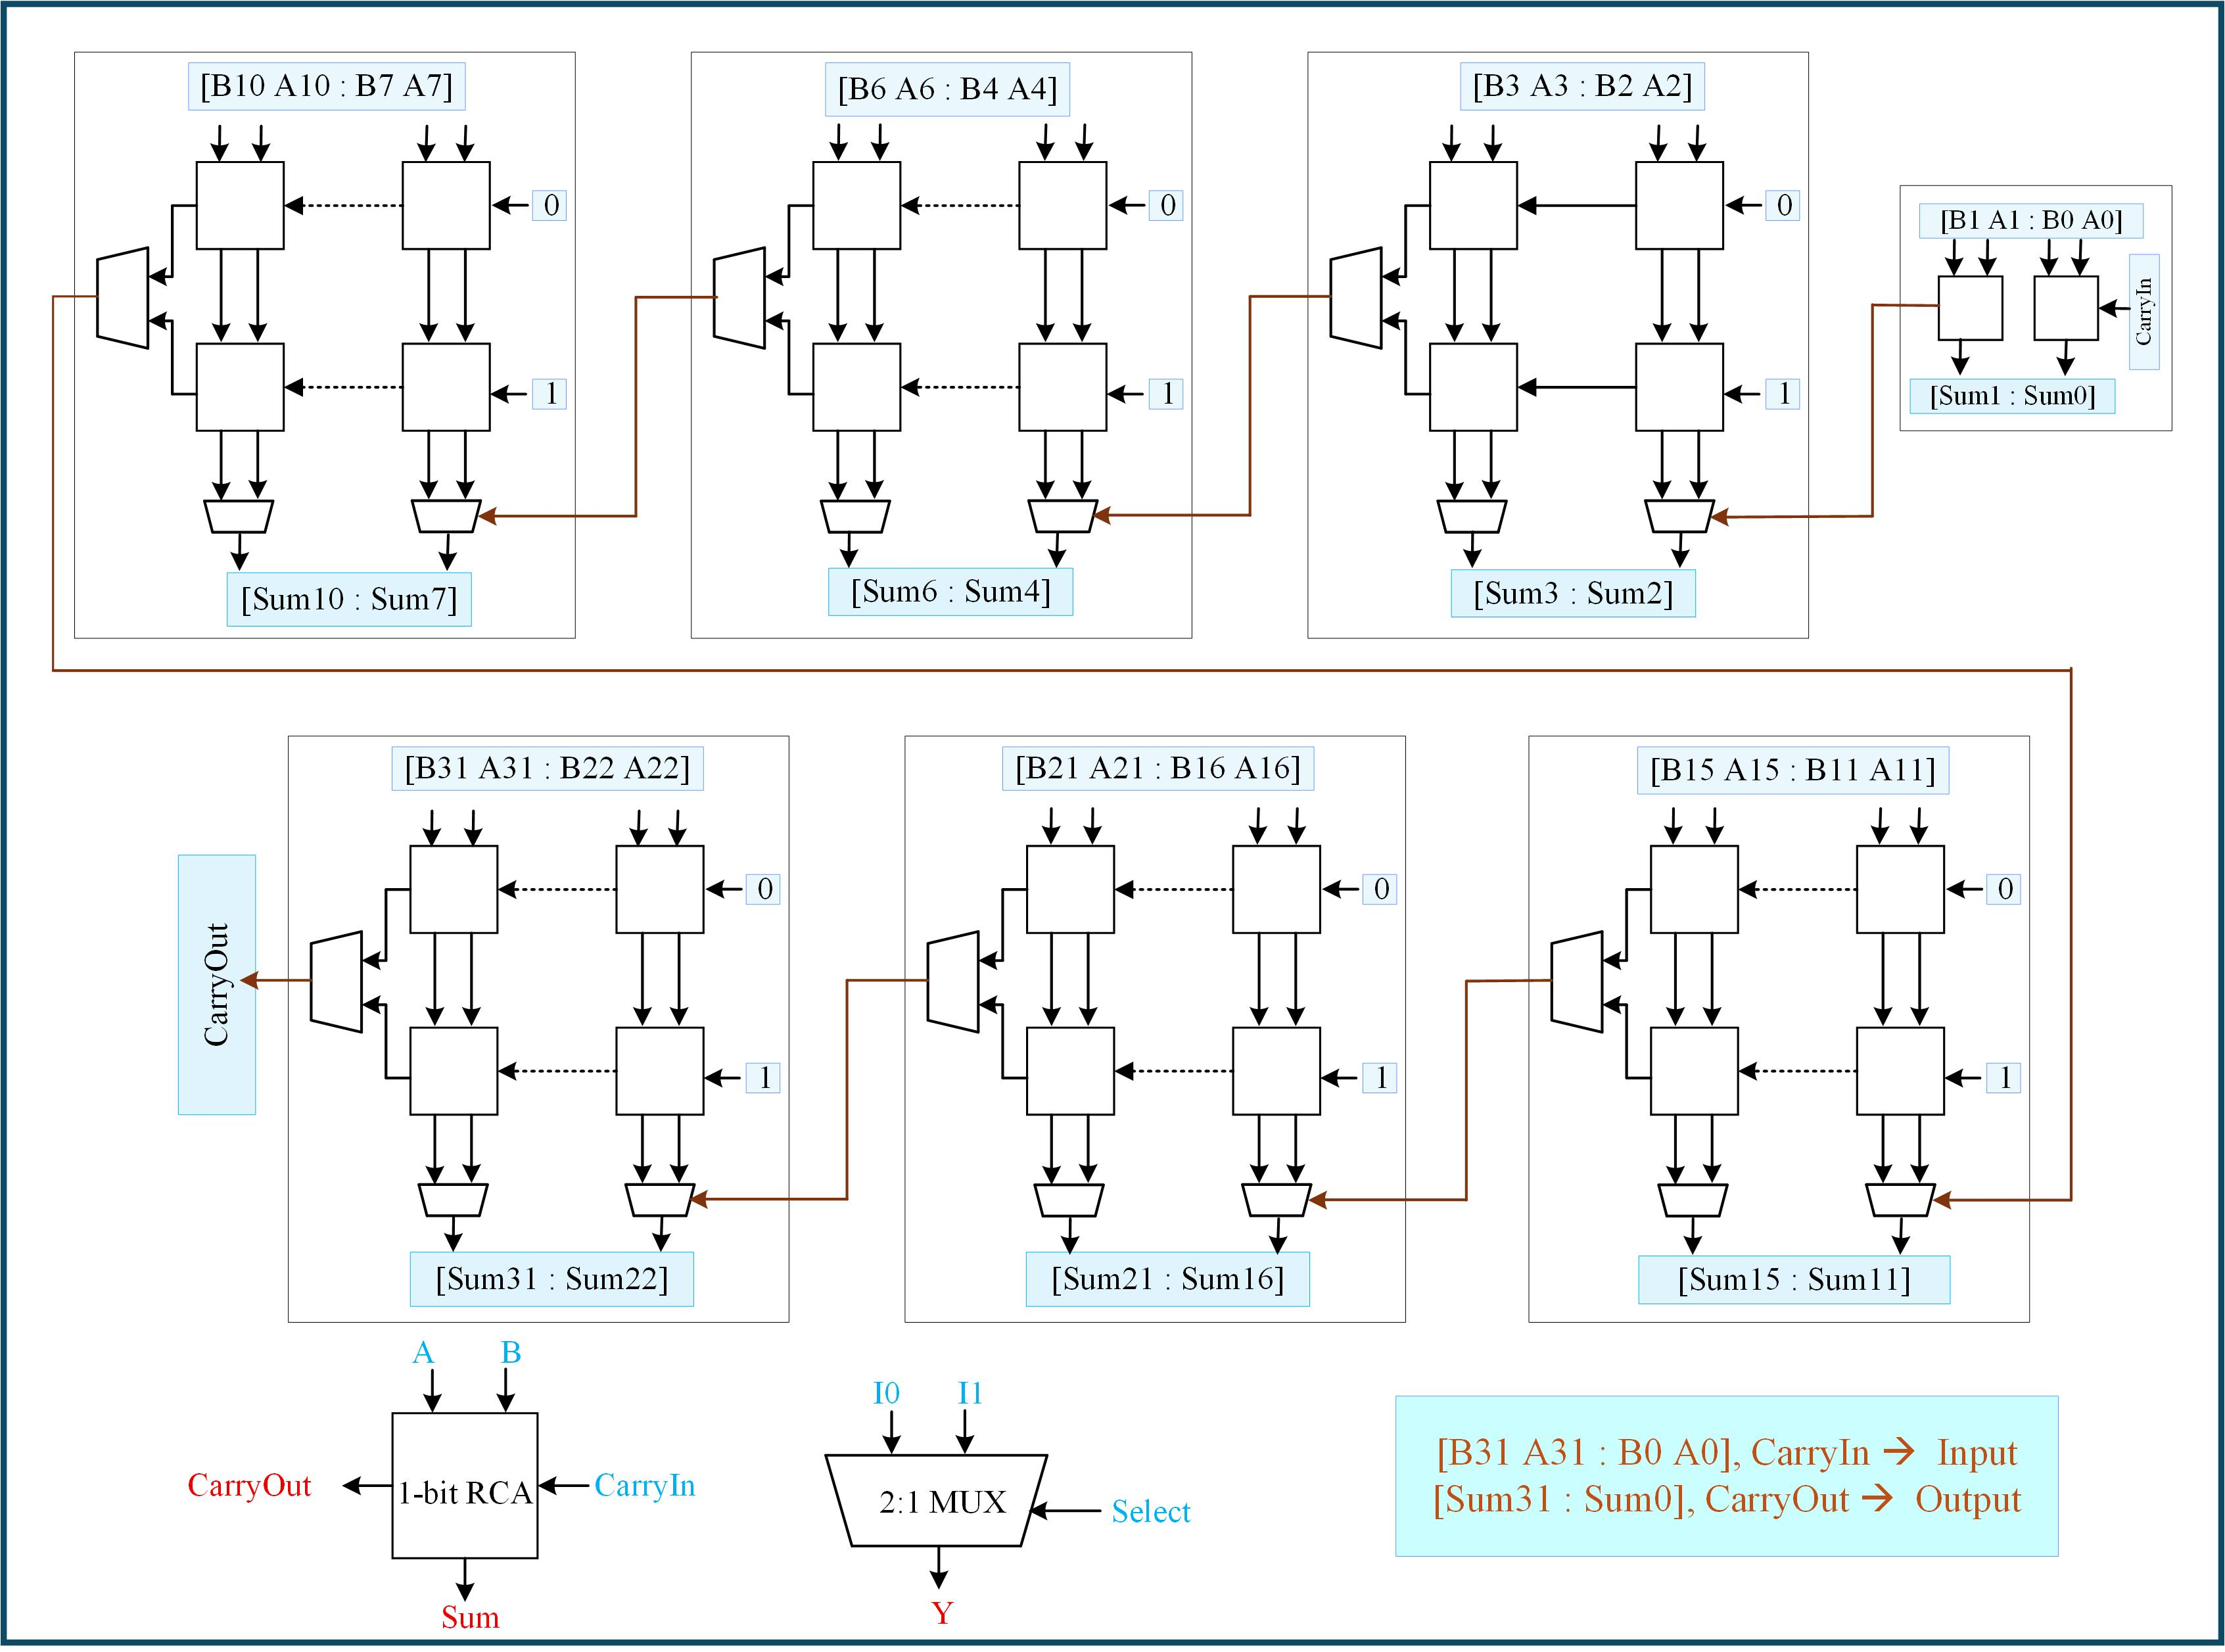 [B10 A10 : B7 A7]
[B6 A6 : B4 A4]
[B3 A3 : B2 A2]
0
0
0
[B1 A1 : B0 A0]
CarryIn
1
1
1
[Sum1 : Sum0]
[Sum10 : Sum7]
[Sum6 : Sum4]
[Sum3 : Sum2]
[B31 A31 : B22 A22]
[B21 A21 : B16 A16]
[B15 A15 : B11 A11]
0
0
0
CarryOut
1
1
1
[Sum31 : Sum22]
[Sum21 : Sum16]
[Sum15 : Sum11]
A B
CarryOut
1-bit RCA
CarryIn
Sum
I0 I1
2:1 MUX
Select
Y
[B31 A31 : B0 A0], CarryIn → Input
[Sum31 : Sum0], CarryOut → Output